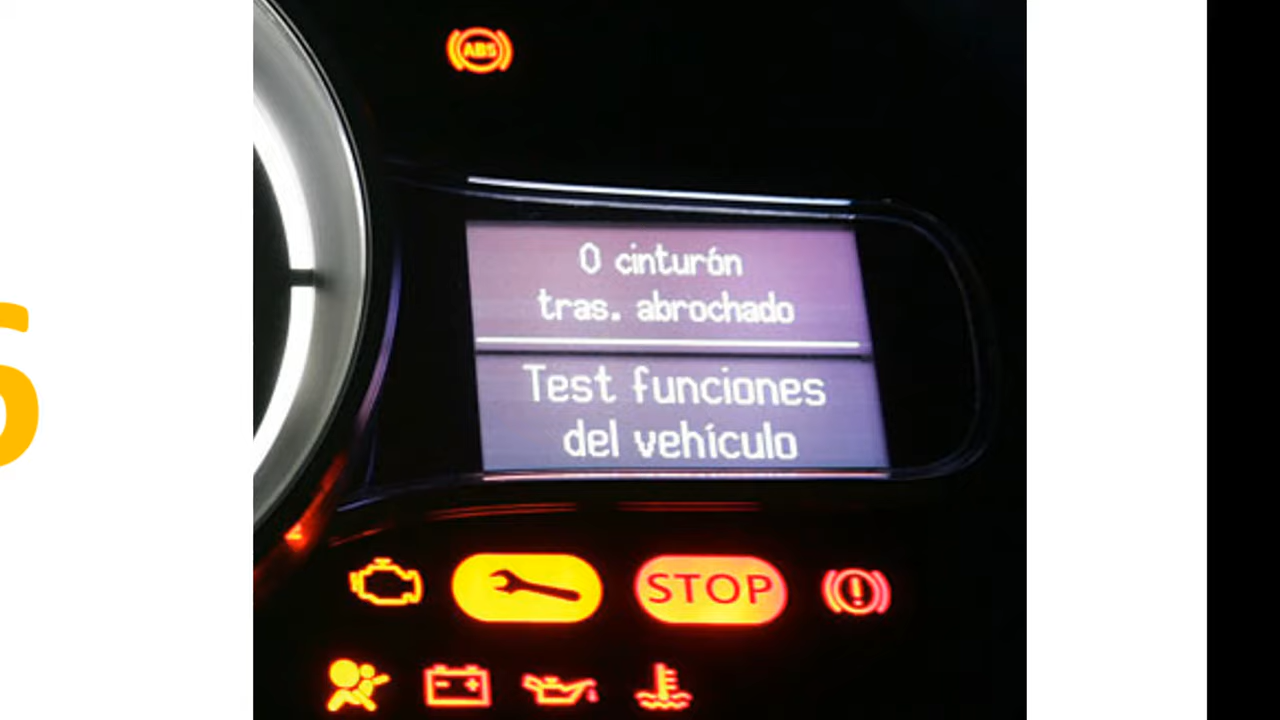 ABS
0 cinturón
tras. abrochado
Test funciones
del vehículo
STOP